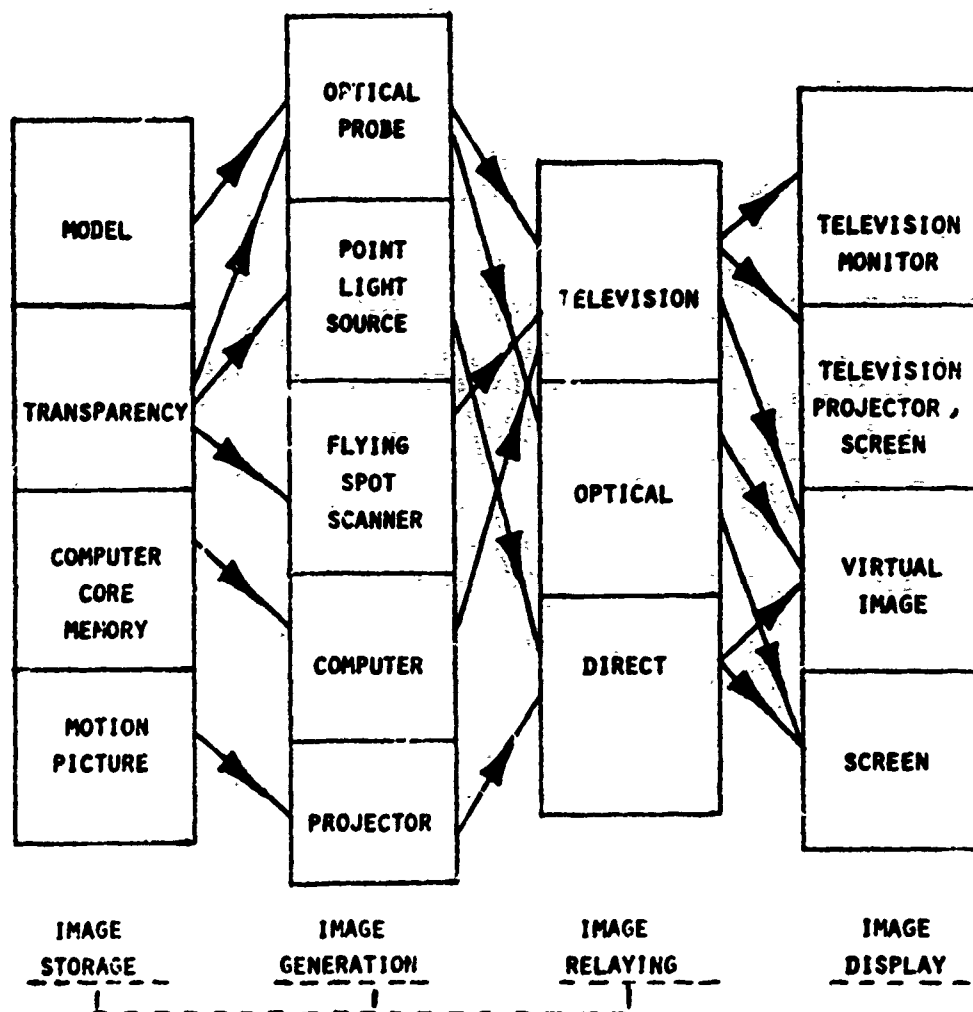 MODEL
TRANSPARENCY
COMPUTER
CORE
MEMORY
MOTION
PICTURE
IMAGE
STORAGE
OPTICAL
PROBE
POINT
LIGHT
SOURCE
FLYING
SPOT
SCANNER
COMPUTER
PROJECTOR
IMAGE
GENERATION
TELEVISION
OPTICAL
DIRECT
IMAGE
RELAYING
TELEVISION
MONITOR
TELEVISION
PROJECTOR,
SCREEN
VIRTUAL
IMAGE
SCREEN
IMAGE
DISPLAY